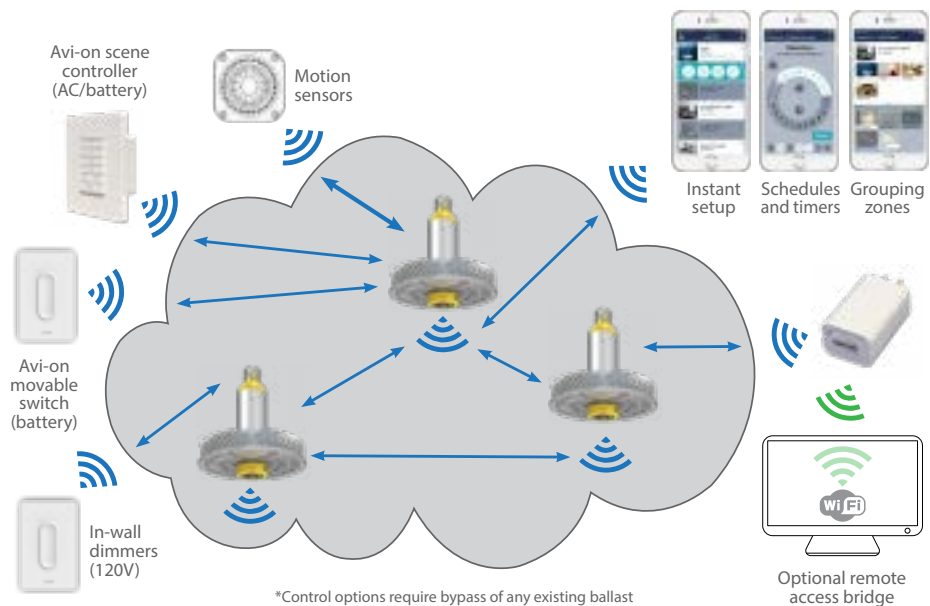 Avi-on scene
controller
(AC/battery)
Motion
sensors
Instant
setup
Schedules
and timers
Grouping
zones
Avi-on
movable
switch
(battery)
In-wall
dimmers
(120V)
Wi Fi
Optional remote
access bridge
*Control options require bypass of any existing ballast